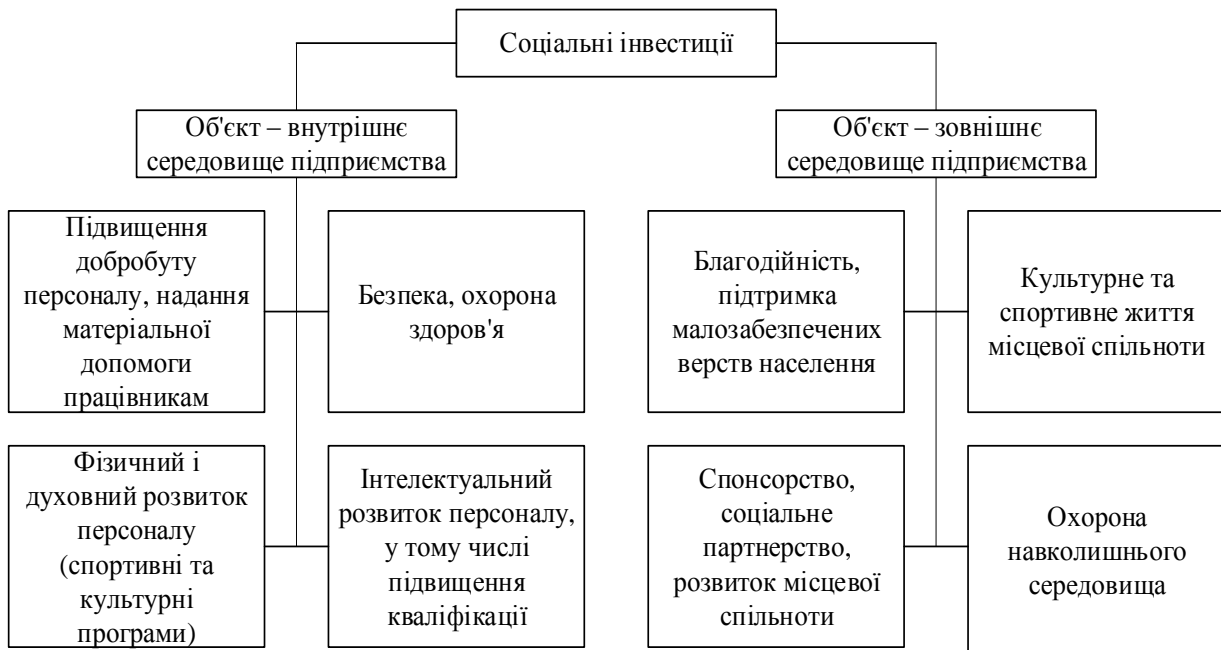 Соціальні інвестиції
Об'єкт – внутрішнє
середовище підприємства
Об'єкт – зовнішнє
середовище підприємства
Підвищення
добробуту
персоналу, надання
матеріальної
допомоги
працівникам
Безпека, охорона
здоров'я
Благодійність,
підтримка
малозабезпечених
верств населення
Культурне та
спортивне життя
місцевої спільноти
Фізичний і
духовний розвиток
персоналу
(спортивні та
культурні
програми)
Інтелектуальний
розвиток персоналу,
у тому числі
підвищення
кваліфікації
Спонсорство,
соціальне
партнерство,
розвиток місцевої
спільноти
Охорона
навколишнього
середовища